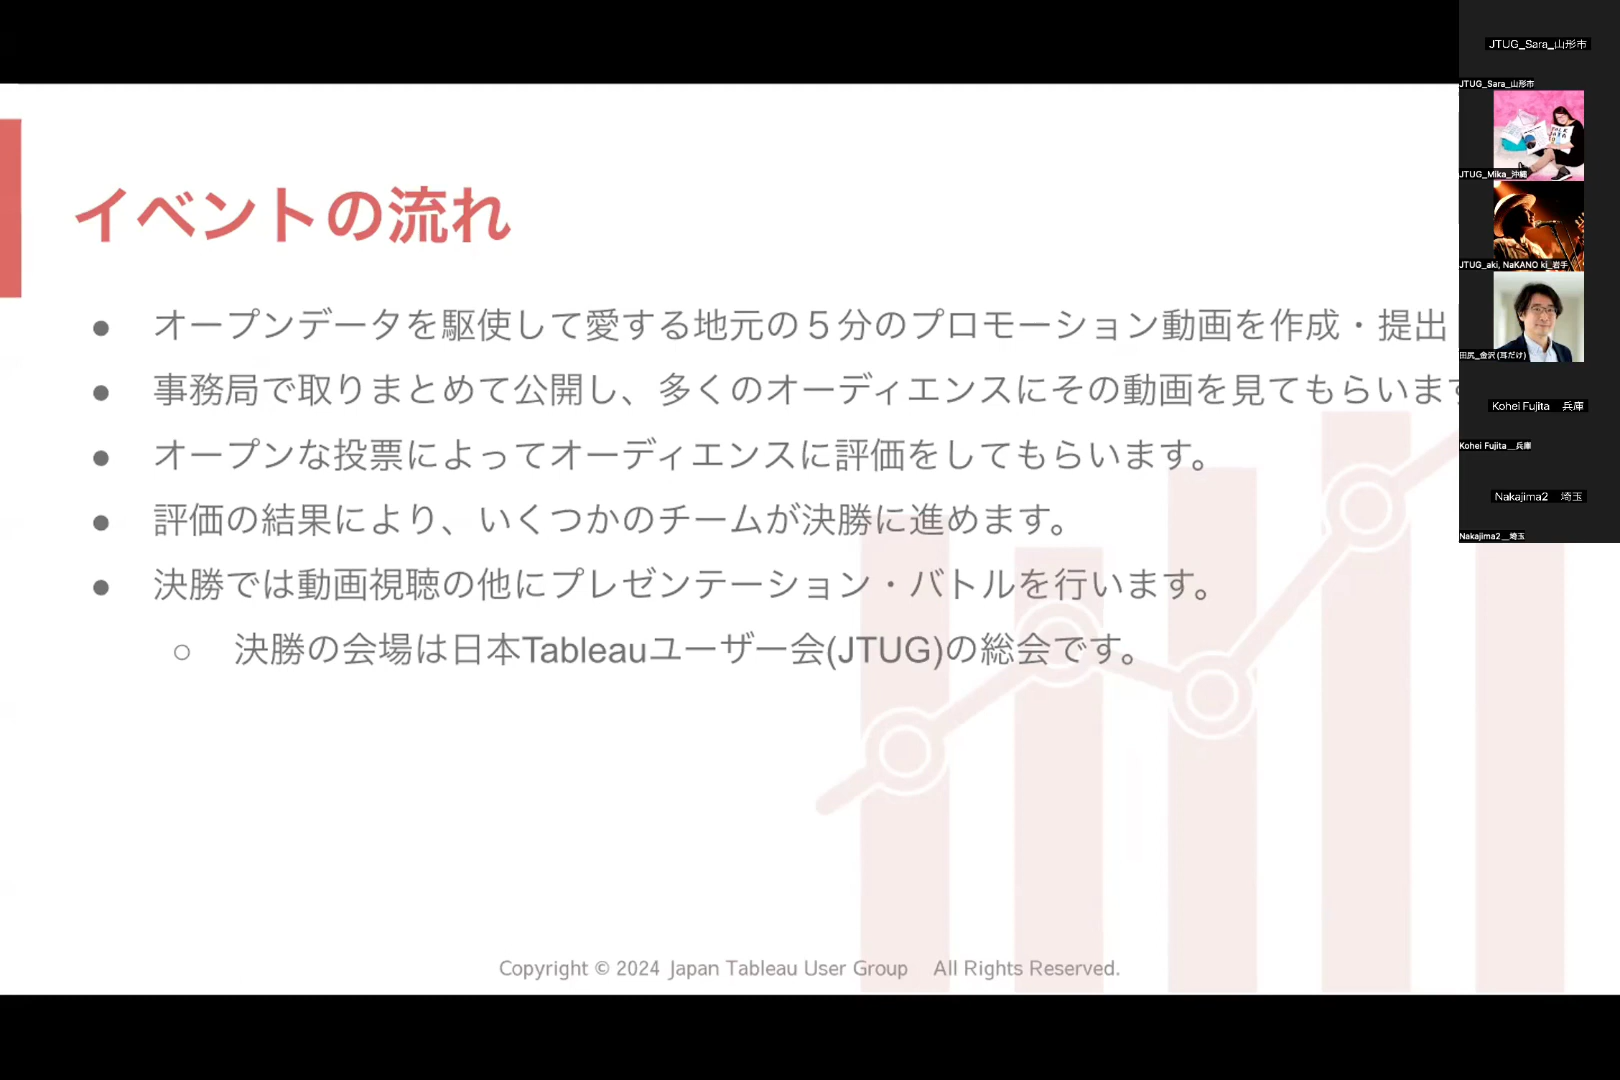 イベントの流れ
● オープンデータを駆使して愛する地元の５分のプロモーション動画を作成・提出
● 事務局で取りまとめて公開し、多くのオーディエンスにその動画を見てもらいます
● オープンな投票によってオーディエンスに評価をしてもらいます。
● 評価の結果により、いくつかのチームが決勝に進めます。
● 決勝では動画視聴の他にプレゼンテーション・バトルを行います。
○ 決勝の会場は日本Tableauユーザー会(JTUG)の総会です。
Copyright © 2024 Japan Tableau User Group All Rights Reserved.
JTUG_Sara_山形市
JTUG_Sara_山形市
JTUG_Mika_沖縄
JTUG_aki, NaKANO ki_岩手
田尻_金沢 (耳だけ)
Kohei Fujita 兵庫
Kohei Fujita__兵庫
Nakajima2 埼玉
Nakajima2__埼玉